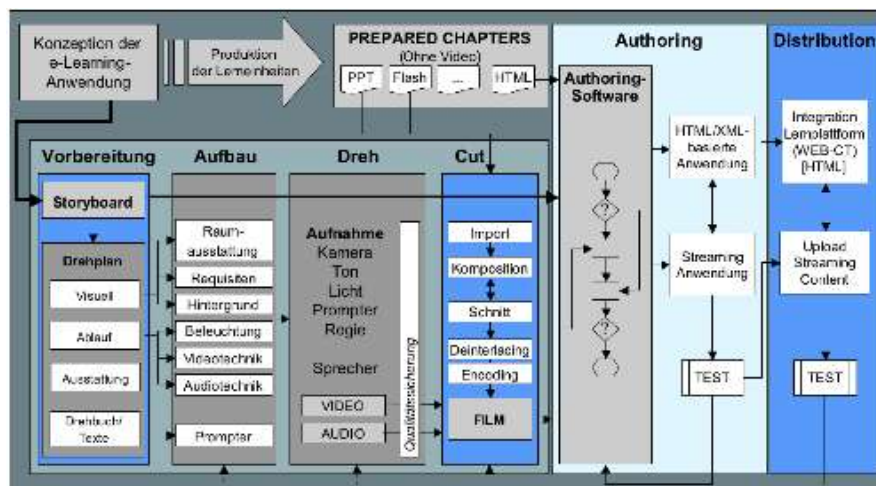 Konzeption der
e-Learning-
Anwendung
Produktion
der Lerneinheiten
PREPARED CHAPTERS
(Ohne Video)
PPT
Flash
...
HTML
Authoring
Distribution
Authoring-
Software
HTML/XML-
basierte
Anwendung
Integration
Lernplattform
(WEB-CT)
[HTML]
Streaming
Anwendung
Upload
Streaming
Content
TEST
TEST
Vorbereitung
Aufbau
Dreh
Cut
Storyboard
Drehplan
Visuell
Ablauf
Ausstattung
Drehbuch/
Texte
Raum-
ausstattung
Requisiten
Hintergrund
Beleuchtung
Videotechnik
Audiotechnik
Prompter
Aufnahme
Kamera
Ton
Licht
Prompter
Regie
Sprecher
VIDEO
AUDIO
Qualitätssicherung
Import
Komposition
Schnitt
Deinterlacing
Encoding
FILM
?
?